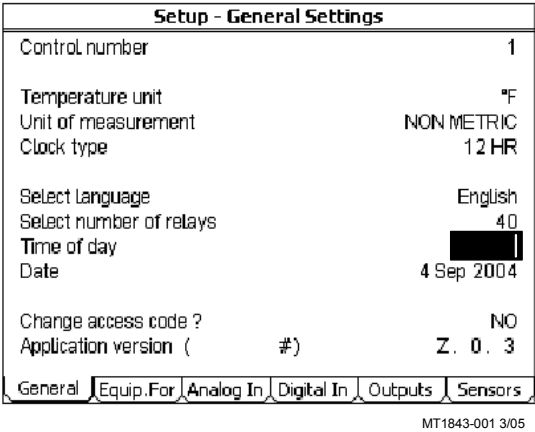 Setup - General Settings
Control number 1
Temperature unit °F
Unit of measurement NON METRIC
Clock type 12 HR
Select language English
Select number of relays 40
Time of day
Date 4 Sep 2004
Change access code ? NO
Application version ( #) Z. 0. 3
General Equip.For Analog In Digital In Outputs Sensors
MT1843-001 3/05